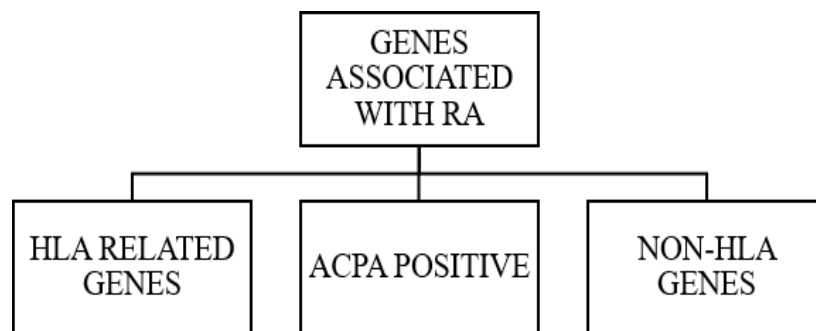 GENES
ASSOCIATED
WITH RA
HLA RELATED
GENES
ACPA POSITIVE
NON-HLA
GENES